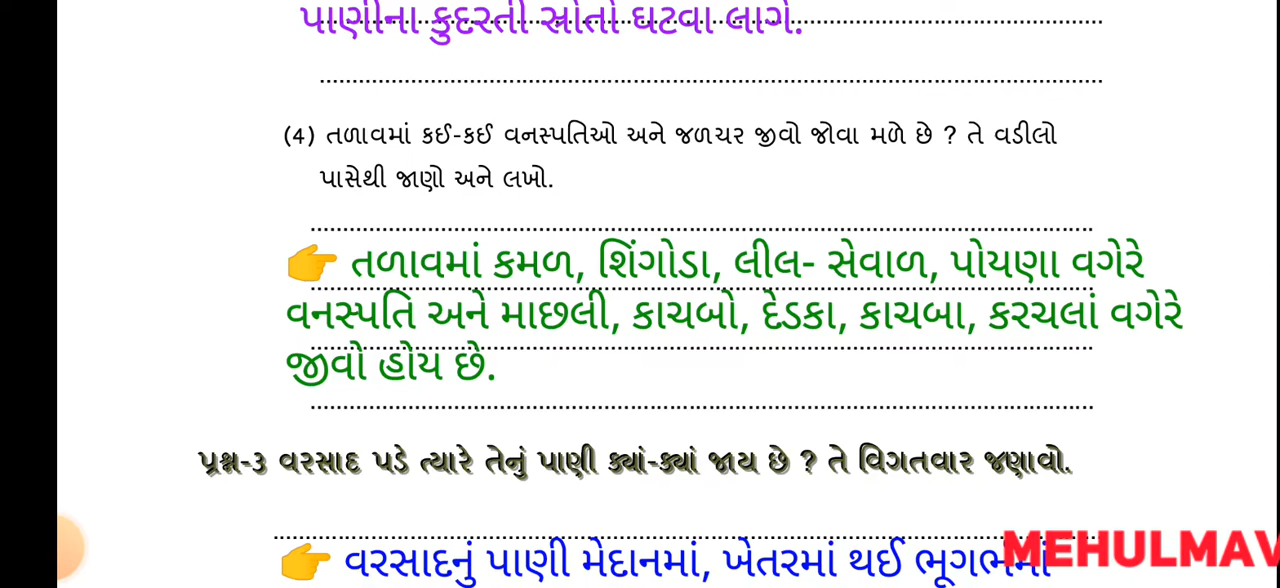 પાણીના કુદરતી સ્રોતો ઘટવા લાગે.
(4) તળાવમાં કઈ-કઈ વનસ્પતિઓ અને જળચર જીવો જોવા મળે છે ? તે વડીલો
પાસેથી જાણો અને લખો.
👉 તળાવમાં કમળ, શિંગોડા, લીલ- સેવાળ, પોયણા વગેરે
વનસ્પતિ અને માછલી, કાચબો, દેડકા, કાચબા, કરચલાં વગેરે
જીવો હોય છે.
પ્રશ્ન-૩ વરસાદ પડે ત્યારે તેનું પાણી ક્યાં-ક્યાં જાય છે ? તે વિગતવાર જણાવો.
👉 વરસાદનું પાણી મેદાનમાં, ખેતરમાં થઈ ભૂગર્ભમાં
MEHULMAV